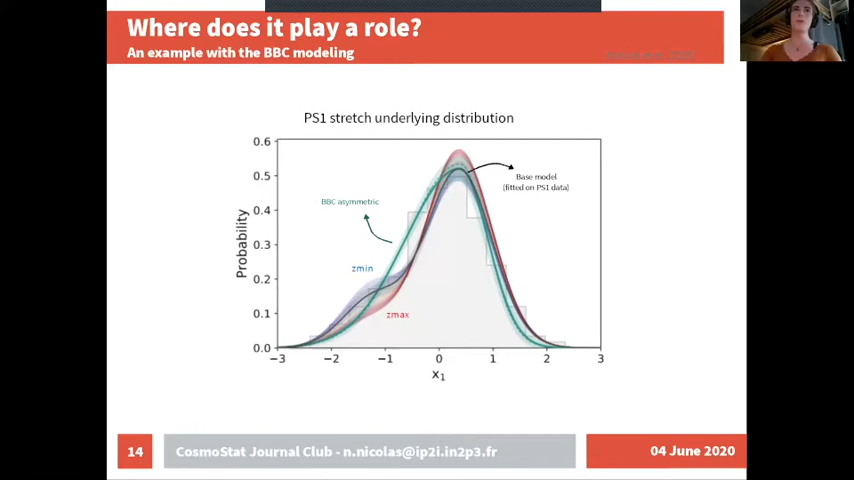 Where does it play a role?
An example with the BBC modeling
PS1 stretch underlying distribution
0.6
0.5
0.4
0.3
0.2
0.1
0.0
Probability
BBC asymmetric
Base model
(fitted on PS1 data)
zmin
zmax
−3
−2
−1
0
1
2
3
x1
14
CosmoStat Journal Club - n.nicolas@ip2i.in2p3.fr
04 June 2020